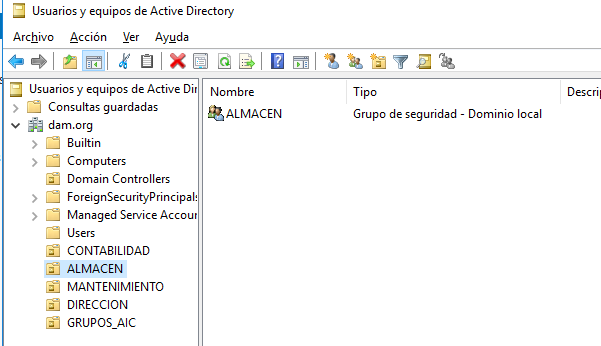 Usuarios y equipos de Active Directory
Archivo Acción Ver Ayuda
Usuarios y equipos de Active Dir
Consultas guardadas
dam.org
Builtin
Computers
Domain Controllers
ForeignSecurityPrincipals
Managed Service Accour
Users
CONTABILIDAD
ALMACEN
MANTENIMIENTO
DIRECCION
GRUPOS_AIC
Nombre Tipo Descrip
ALMACEN Grupo de seguridad - Dominio local